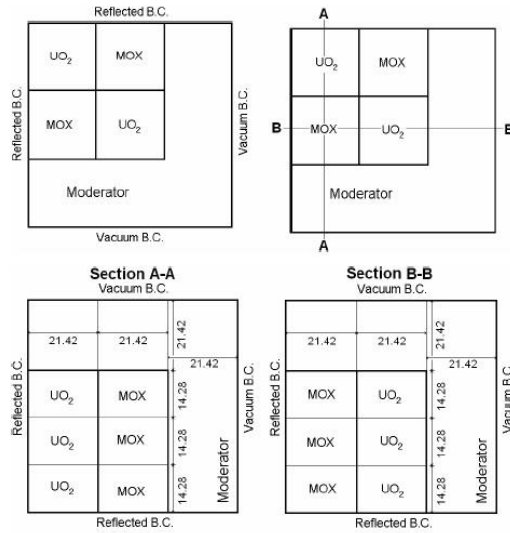 Reflected B.C.
UO2 MOX
MOX UO2
Moderator
Reflected B.C.
Vacuum B.C.
Vacuum B.C.
A
UO2 MOX
B MOX UO2 B
Moderator
A
Section A-A
Vacuum B.C.
21.42 21.42 21.42
21.42
UO2 MOX 14.28
UO2 MOX 14.28
UO2 MOX 14.28
Moderator
Reflected B.C.
Vacuum B.C.
Reflected B.C.
Section B-B
Vacuum B.C.
21.42 21.42 21.42
21.42
MOX UO2 14.28
MOX UO2 14.28
MOX UO2 14.28
Moderator
Reflected B.C.
Vacuum B.C.
Reflected B.C.